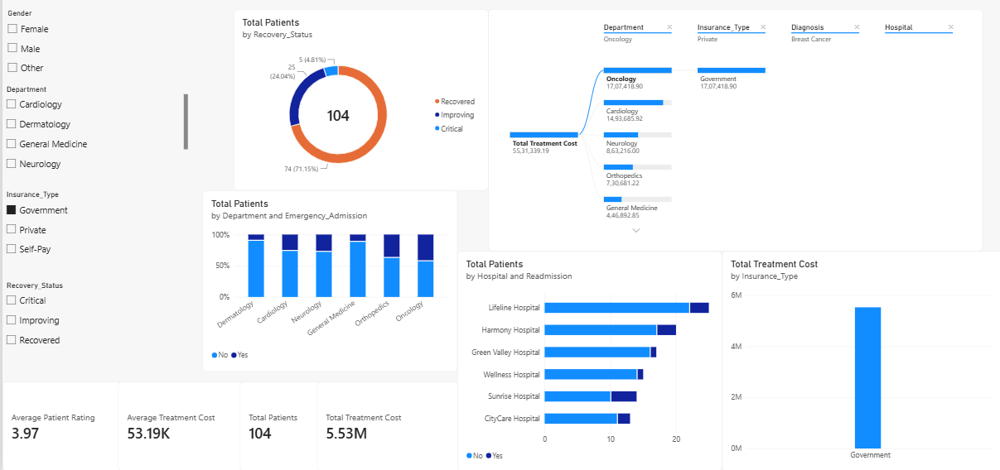 Gender
Female
Male
Other
Department
Cardiology
Dermatology
General Medicine
Neurology
Insurance_Type
Government
Private
Self-Pay
Recovery_Status
Critical
Improving
Recovered
Total Patients
by Recovery_Status
5 (4.81%)
25
(24.04%)
104
74 (71.15%)
Recovered
Improving
Critical
Department
Oncology
Insurance_Type
Private
Diagnosis
Breast Cancer
Hospital
Total Treatment Cost
55,31,339.19
Oncology
17,07,418.90
Cardiology
14,93,685.92
Neurology
8,63,216.00
Orthopedics
7,30,681.22
General Medicine
4,46,892.85
Government
17,07,418.90
Total Patients
by Department and Emergency_Admission
100%
50%
0%
Dermatology
Cardiology
Neurology
General Medicine
Orthopedics
Oncology
No Yes
Total Patients
by Hospital and Readmission
Lifeline Hospital
Harmony Hospital
Green Valley Hospital
Wellness Hospital
Sunrise Hospital
CityCare Hospital
0 10 20
No Yes
Total Treatment Cost
by Insurance_Type
6M
4M
2M
0M
Government
Average Patient Rating
3.97
Average Treatment Cost
53.19K
Total Patients
104
Total Treatment Cost
5.53M